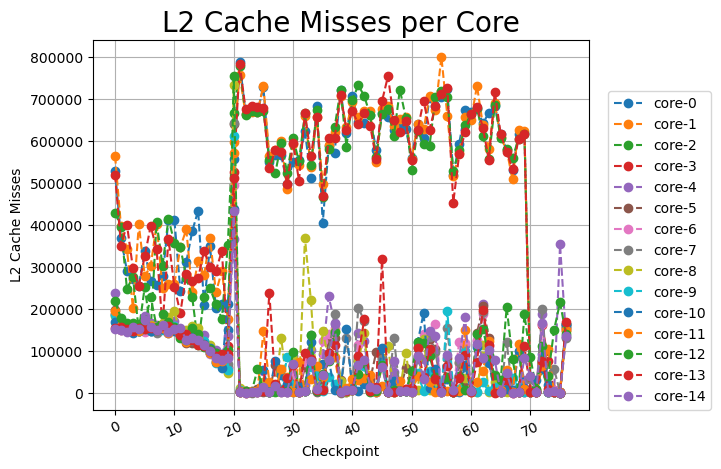 L2 Cache Misses per Core
800000
700000
600000
500000
400000
300000
200000
100000
0
L2 Cache Misses
0
10
20
30
40
50
60
70
Checkpoint
core-0
core-1
core-2
core-3
core-4
core-5
core-6
core-7
core-8
core-9
core-10
core-11
core-12
core-13
core-14